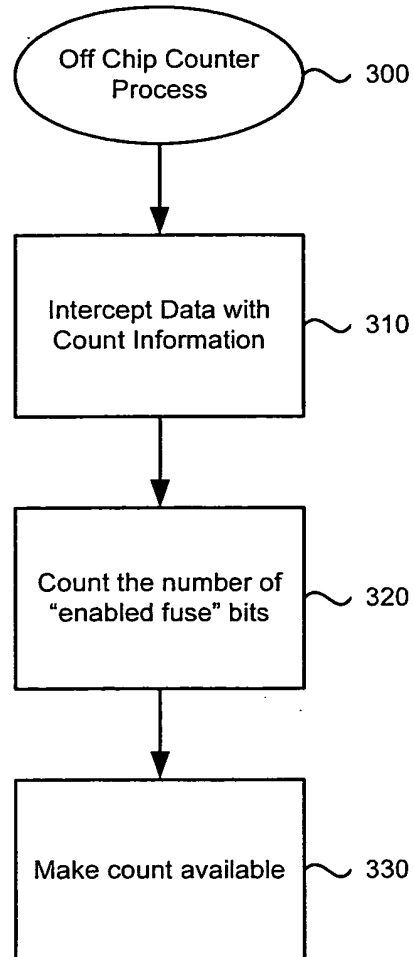 Off Chip Counter
Process
300
Intercept Data with
Count Information
310
Count the number of
“enabled fuse” bits
320
Make count available
330